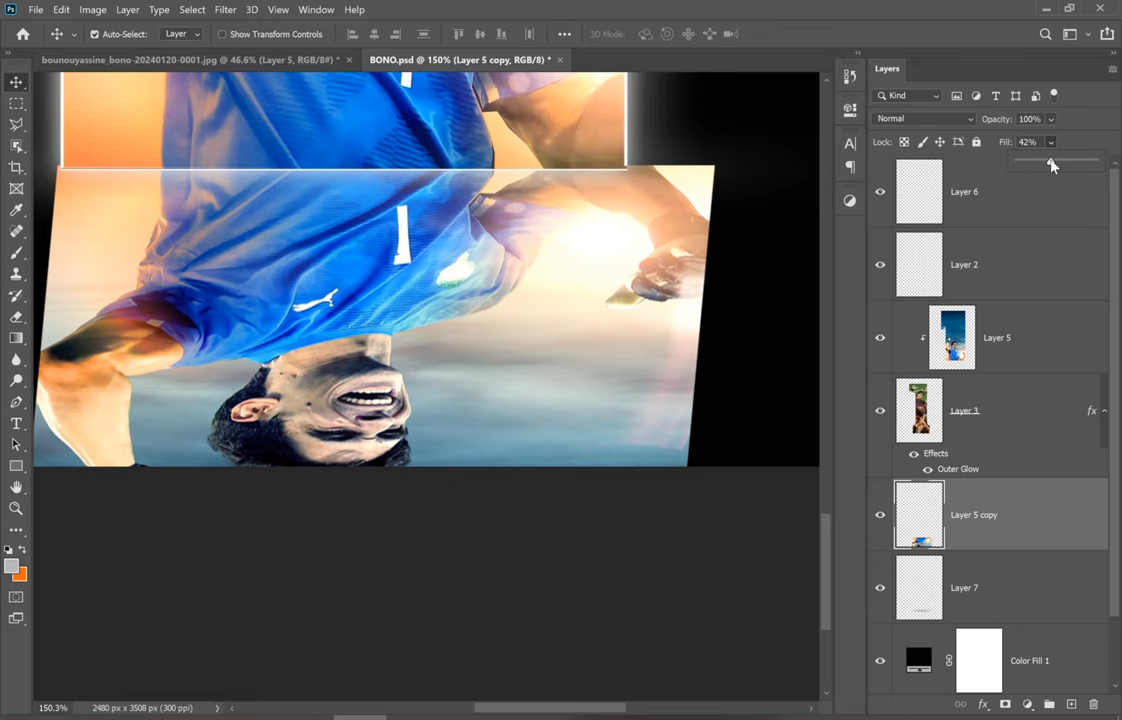 Ps File Edit Image Layer Type Select Filter 3D View Window Help
Auto-Select: Layer Show Transform Controls 3D Mode:
bounouyassine_bono-20240120-0001.jpg @ 46.6% (Layer 5, RGB/8#) * × BONO.psd @ 150% (Layer 5 copy, RGB/8) * ×
Layers
Kind
Normal Opacity: 100%
Lock: Fill: 42%
Layer 6
Layer 2
Layer 5
Layer 3 fx
Effects
Outer Glow
Layer 5 copy
Layer 7
Color Fill 1
150.3% 2480 px x 3508 px (300 ppi)
fx